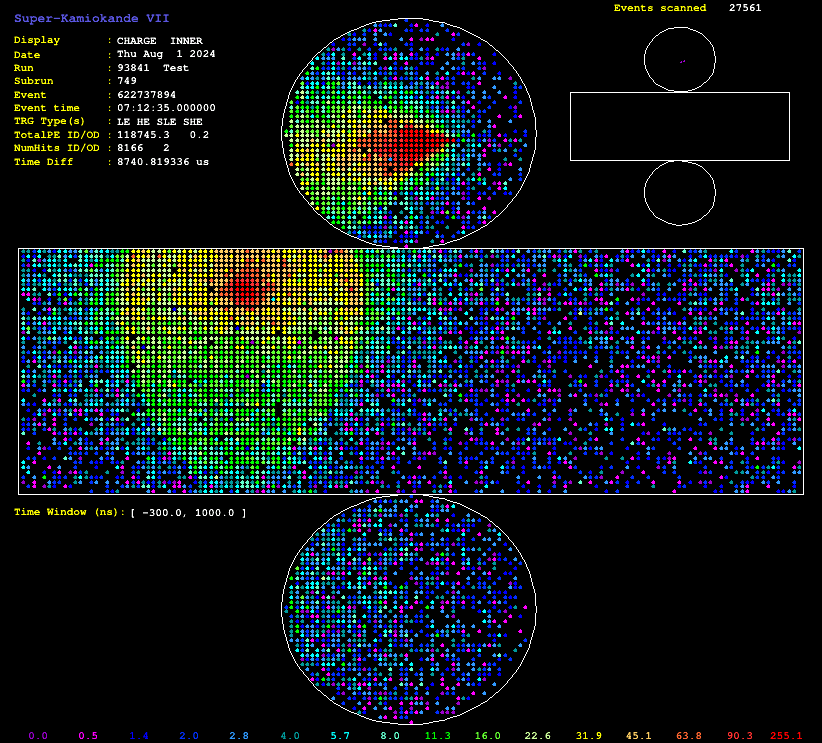 Super-Kamiokande VII
Events scanned 27561
Display : CHARGE INNER
Date : Thu Aug 1 2024
Run : 93841 Test
Subrun : 749
Event : 622737894
Event time : 07:12:35.000000
TRG Type(s) : LE HE SLE SHE
TotalPE ID/OD : 118745.3 0.2
NumHits ID/OD : 8166 2
Time Diff : 8740.819336 us
Time Window (ns): [ -300.0, 1000.0 ]
0.0 0.5 1.4 2.0 2.8 4.0 5.7 8.0 11.3 16.0 22.6 31.9 45.1 63.8 90.3 255.1